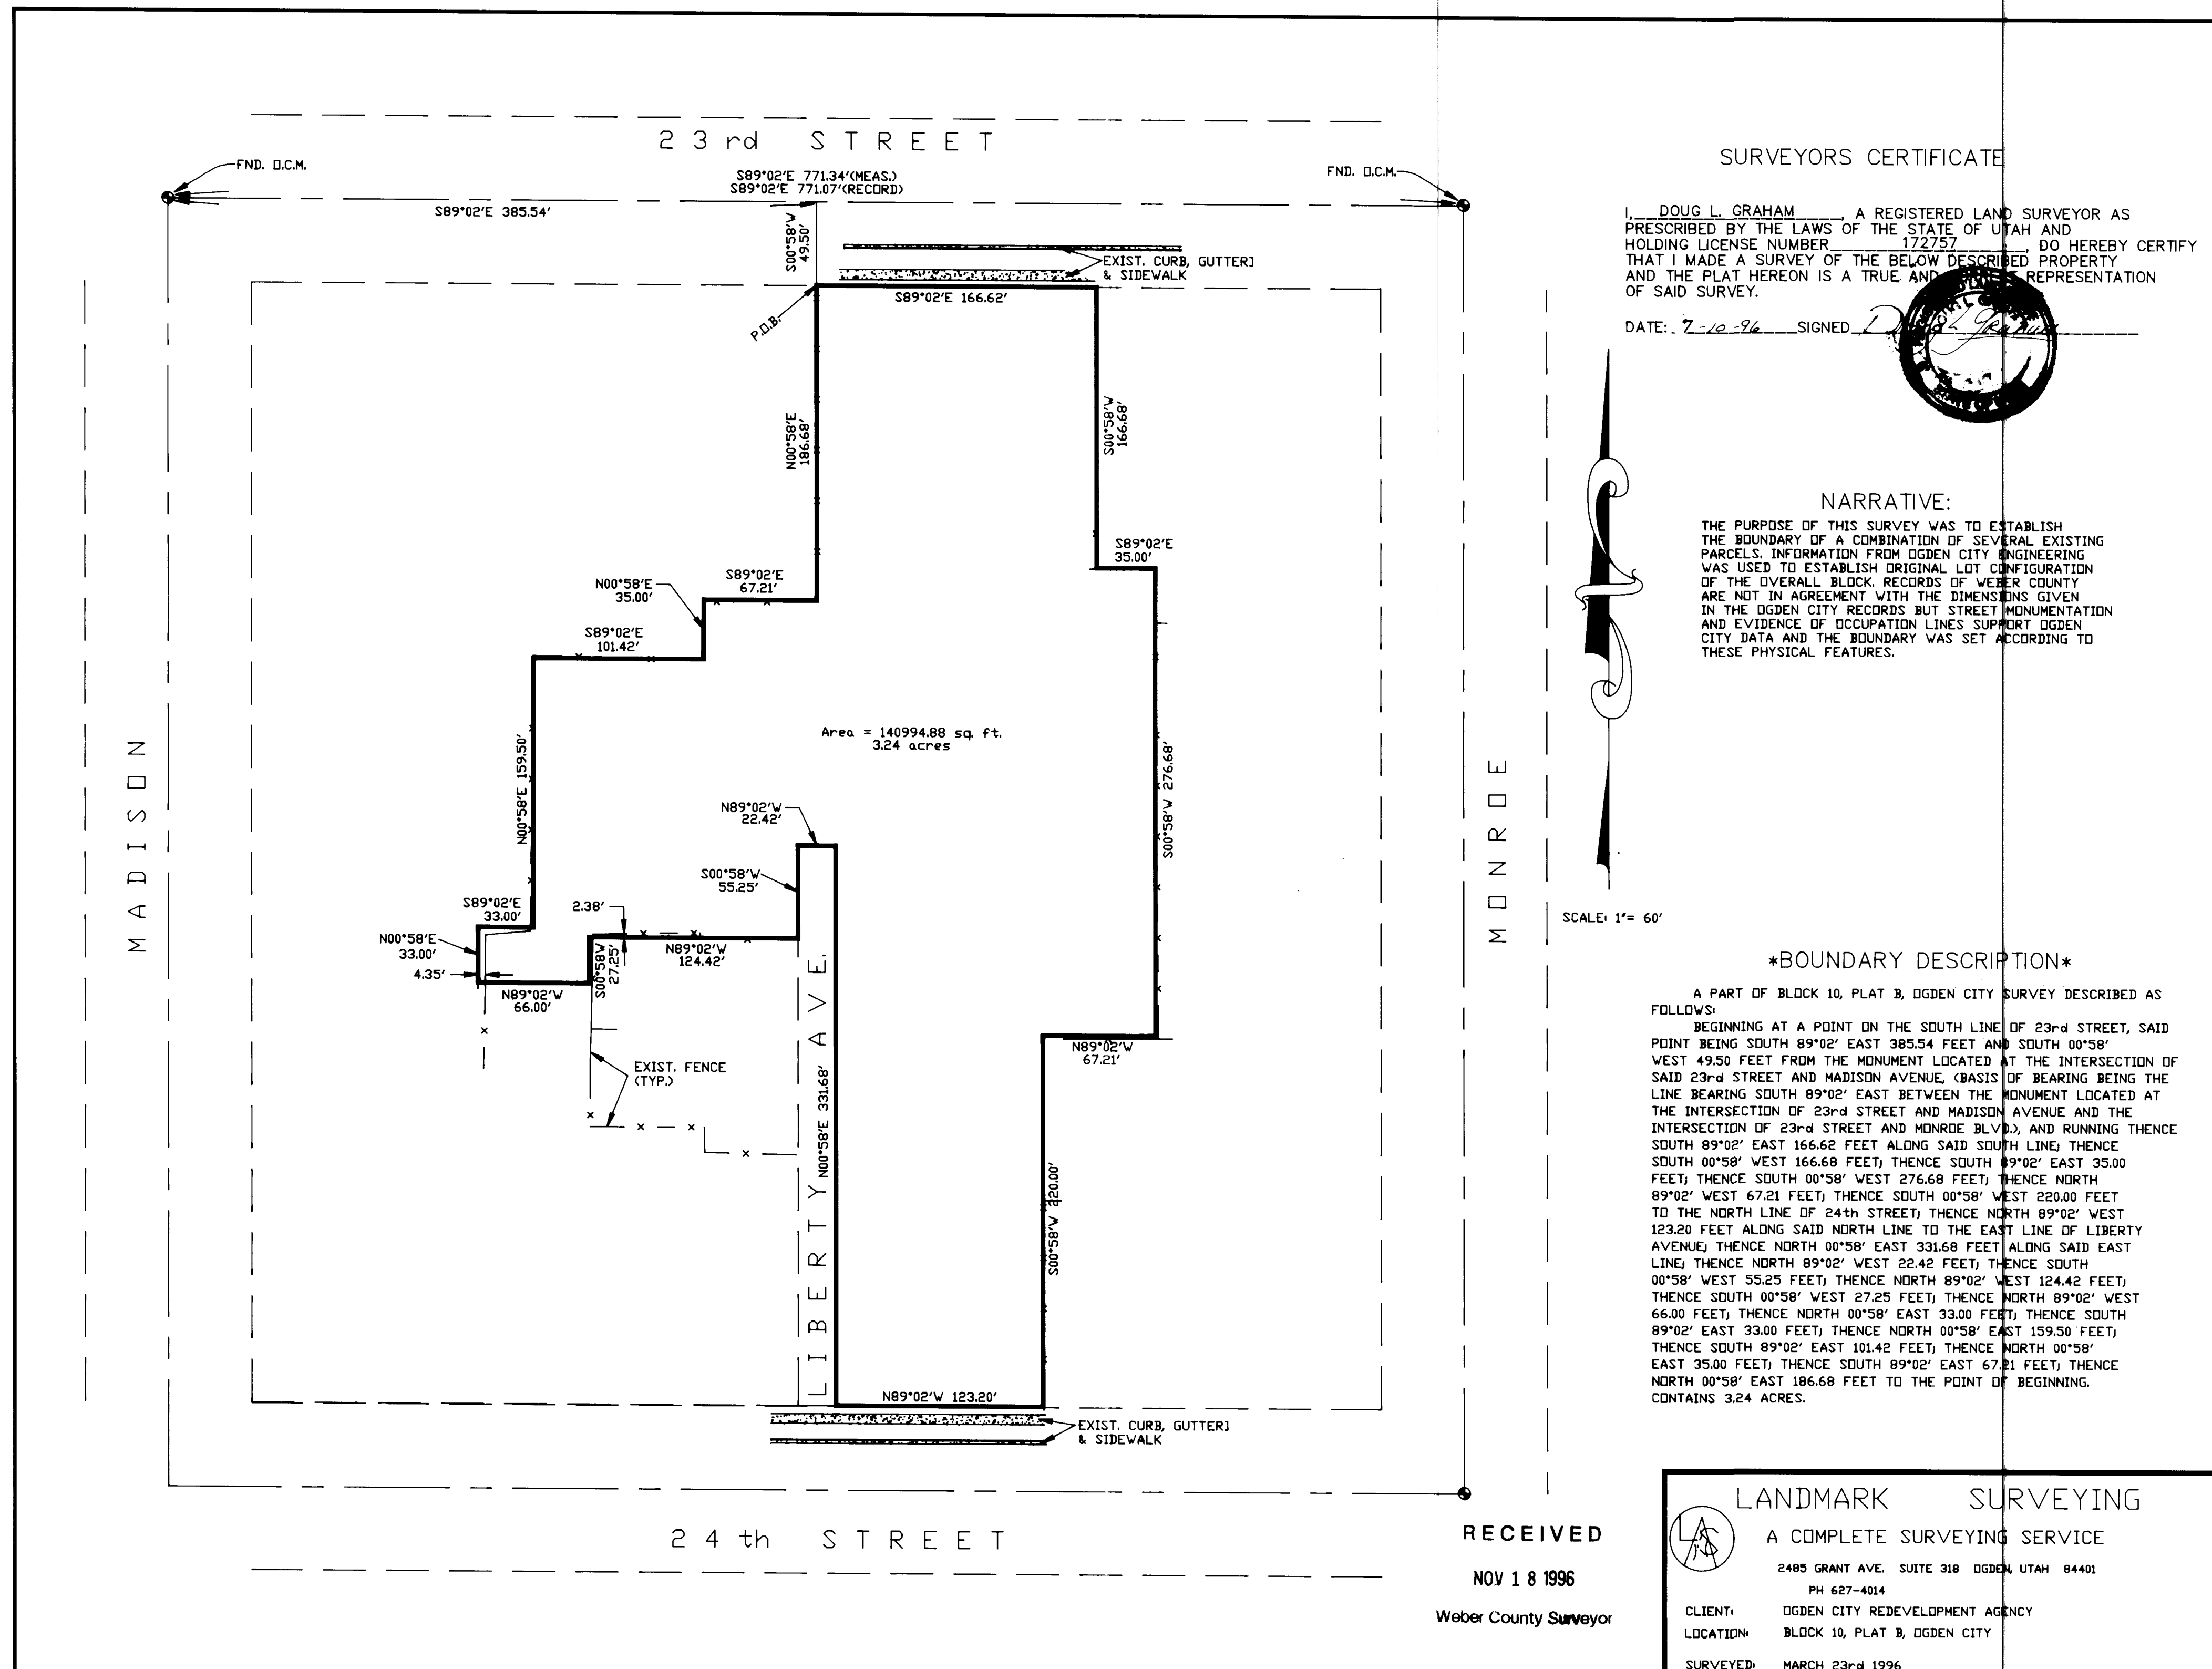 23rd STREET
FND. O.C.M.
S89°02'E 771.34'(MEAS.)
S89°02'E 771.07'(RECORD)
FND. O.C.M.
S89°02'E 385.54'
S00°58'W
49.50'
EXIST. CURB, GUTTER]
& SIDEWALK
S89°02'E 166.62'
P.O.B.
N00°58'E
186.68'
S00°58'W
166.68'
S89°02'E
35.00'
S89°02'E
67.21'
N00°58'E
35.00'
S89°02'E
101.42'
Area = 140994.88 sq. ft.
3.24 acres
N00°58'E 159.50'
S00°58'W 276.68'
MADISON
MONROE
N89°02'W
22.42'
S00°58'W
55.25'
S89°02'E
33.00'
2.38'
N00°58'E
33.00'
4.35'
N89°02'W
124.42'
S00°58'W
27.25'
N89°02'W
66.00'
N89°02'W
67.21'
EXIST. FENCE
(TYP.)
LIBERTY AVE.
N00°58'E 331.68'
S00°58'W 220.00'
N89°02'W 123.20'
EXIST. CURB, GUTTER]
& SIDEWALK
24th STREET
RECEIVED
NOV 18 1996
Weber County Surveyor
SURVEYORS CERTIFICATE
I, DOUG L. GRAHAM, A REGISTERED LAND SURVEYOR AS
PRESCRIBED BY THE LAWS OF THE STATE OF UTAH AND
HOLDING LICENSE NUMBER 172757, DO HEREBY CERTIFY
THAT I MADE A SURVEY OF THE BELOW DESCRIBED PROPERTY
AND THE PLAT HEREON IS A TRUE AND REPRESENTATION
OF SAID SURVEY.
DATE: 7-10-96 SIGNED
NARRATIVE:
THE PURPOSE OF THIS SURVEY WAS TO ESTABLISH
THE BOUNDARY OF A COMBINATION OF SEVERAL EXISTING
PARCELS. INFORMATION FROM OGDEN CITY ENGINEERING
WAS USED TO ESTABLISH ORIGINAL LOT CONFIGURATION
OF THE OVERALL BLOCK. RECORDS OF WEBER COUNTY
ARE NOT IN AGREEMENT WITH THE DIMENSIONS GIVEN
IN THE OGDEN CITY RECORDS BUT STREET MONUMENTATION
AND EVIDENCE OF OCCUPATION LINES SUPPORT OGDEN
CITY DATA AND THE BOUNDARY WAS SET ACCORDING TO
THESE PHYSICAL FEATURES.
SCALE: 1"= 60'
*BOUNDARY DESCRIPTION*
A PART OF BLOCK 10, PLAT B, OGDEN CITY SURVEY DESCRIBED AS
FOLLOWS:
BEGINNING AT A POINT ON THE SOUTH LINE OF 23rd STREET, SAID
POINT BEING SOUTH 89°02' EAST 385.54 FEET AND SOUTH 00°58'
WEST 49.50 FEET FROM THE MONUMENT LOCATED AT THE INTERSECTION OF
SAID 23rd STREET AND MADISON AVENUE, (BASIS OF BEARING BEING THE
LINE BEARING SOUTH 89°02' EAST BETWEEN THE MONUMENT LOCATED AT
THE INTERSECTION OF 23rd STREET AND MADISON AVENUE AND THE
INTERSECTION OF 23rd STREET AND MONROE BLVD.), AND RUNNING THENCE
SOUTH 89°02' EAST 166.62 FEET ALONG SAID SOUTH LINE; THENCE
SOUTH 00°58' WEST 166.68 FEET; THENCE SOUTH 89°02' EAST 35.00
FEET; THENCE SOUTH 00°58' WEST 276.68 FEET; THENCE NORTH
89°02' WEST 67.21 FEET; THENCE SOUTH 00°58' WEST 220.00 FEET
TO THE NORTH LINE OF 24th STREET; THENCE NORTH 89°02' WEST
123.20 FEET ALONG SAID NORTH LINE TO THE EAST LINE OF LIBERTY
AVENUE; THENCE NORTH 00°58' EAST 331.68 FEET ALONG SAID EAST
LINE; THENCE NORTH 89°02' WEST 22.42 FEET; THENCE SOUTH
00°58' WEST 55.25 FEET; THENCE NORTH 89°02' WEST 124.42 FEET;
THENCE SOUTH 00°58' WEST 27.25 FEET; THENCE NORTH 89°02' WEST
66.00 FEET; THENCE NORTH 00°58' EAST 33.00 FEET; THENCE SOUTH
89°02' EAST 33.00 FEET; THENCE NORTH 00°58' EAST 159.50 FEET;
THENCE SOUTH 89°02' EAST 101.42 FEET; THENCE NORTH 00°58'
EAST 35.00 FEET; THENCE SOUTH 89°02' EAST 67.21 FEET; THENCE
NORTH 00°58' EAST 186.68 FEET TO THE POINT OF BEGINNING.
CONTAINS 3.24 ACRES.
LANDMARK SURVEYING
A COMPLETE SURVEYING SERVICE
2485 GRANT AVE. SUITE 318 OGDEN, UTAH 84401
PH 627-4014
CLIENT: OGDEN CITY REDEVELOPMENT AGENCY
LOCATION: BLOCK 10, PLAT B, OGDEN CITY
SURVEYED: MARCH 23rd 1996